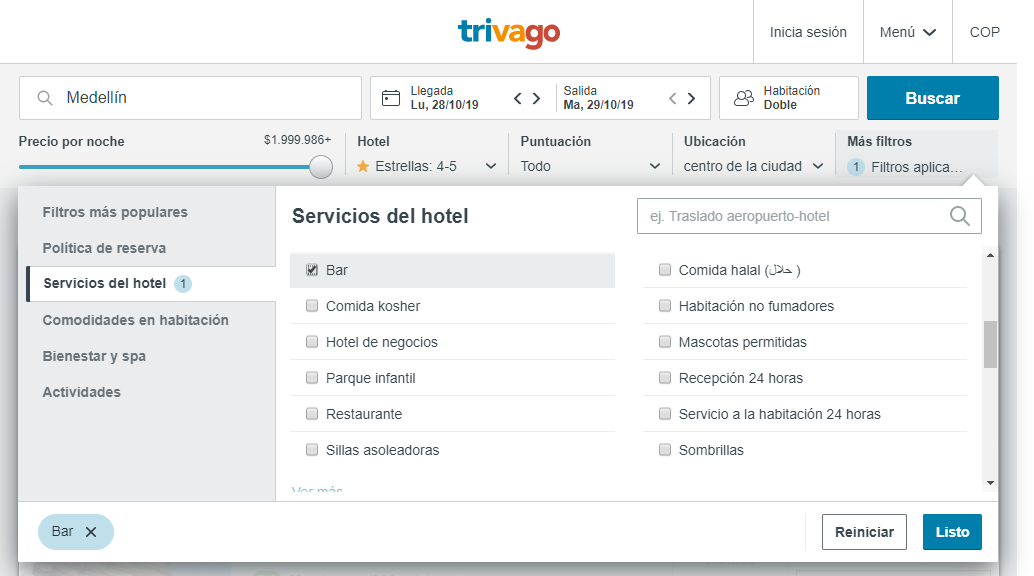 trivago
Inicia sesión
Menú
COP
Medellín
Llegada
Lu, 28/10/19
Salida
Ma, 29/10/19
Habitación
Doble
Buscar
Precio por noche
$1.999.986+
Hotel
Estrellas: 4-5
Puntuación
Todo
Ubicación
centro de la ciudad
Más filtros
1 Filtros aplica...
Filtros más populares
Política de reserva
Servicios del hotel 1
Comodidades en habitación
Bienestar y spa
Actividades
Servicios del hotel
ej. Traslado aeropuerto-hotel
Bar
Comida kosher
Hotel de negocios
Parque infantil
Restaurante
Sillas asoleadoras
Ver más
Comida halal (حلال )
Habitación no fumadores
Mascotas permitidas
Recepción 24 horas
Servicio a la habitación 24 horas
Sombrillas
Bar
Reiniciar
Listo